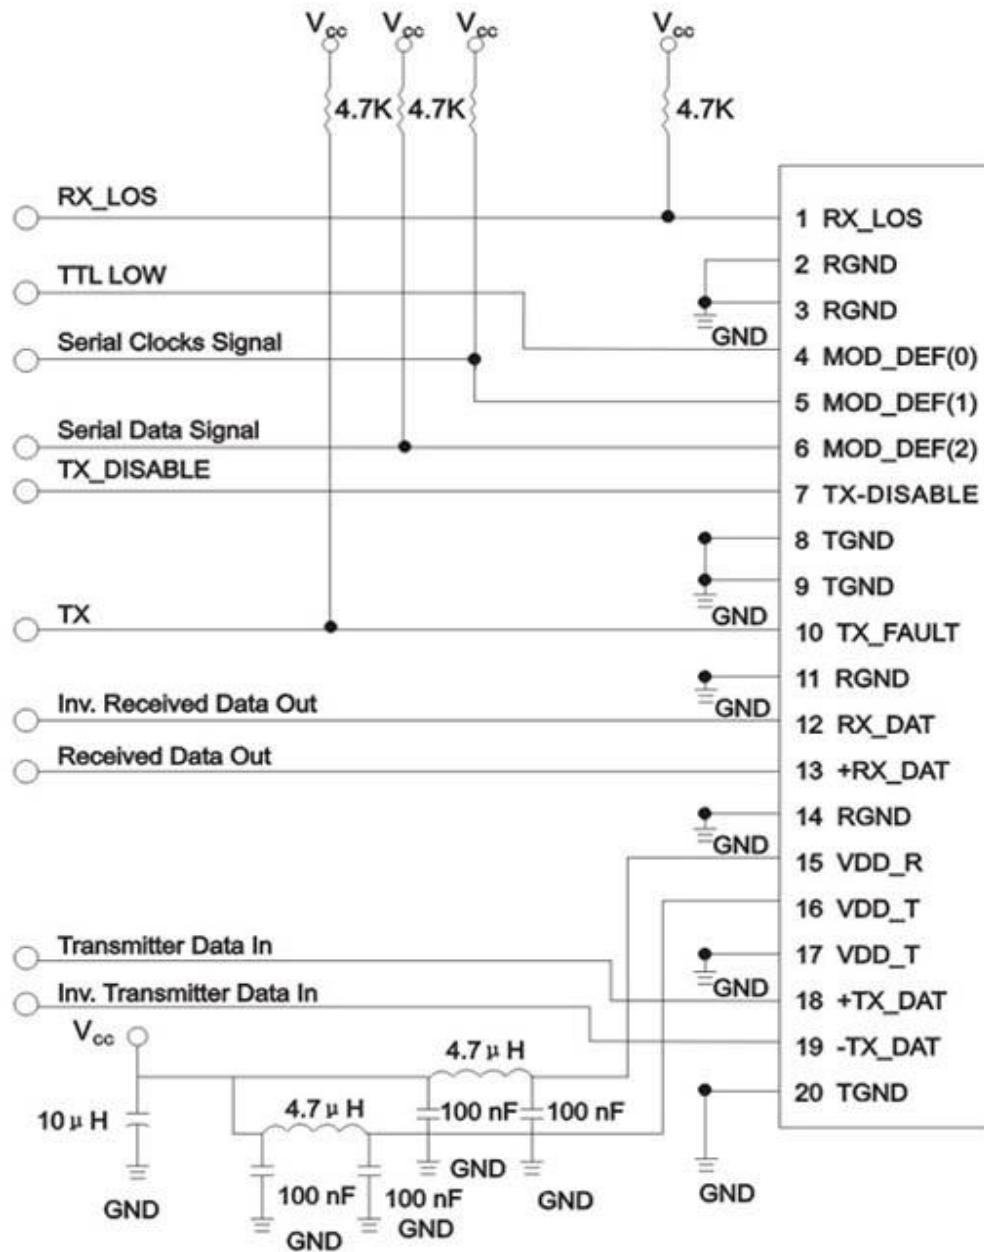 Vcc Vcc Vcc Vcc
4.7K 4.7K 4.7K
RX_LOS
1 RX_LOS
2 RGND
TTL LOW
3 RGND
GND
Serial Clocks Signal
4 MOD_DEF(0)
5 MOD_DEF(1)
Serial Data Signal
6 MOD_DEF(2)
TX_DISABLE
7 TX-DISABLE
8 TGND
9 TGND
GND
TX
10 TX_FAULT
11 RGND
GND
Inv. Received Data Out
12 RX_DAT
Received Data Out
13 +RX_DAT
14 RGND
GND
15 VDD_R
16 VDD_T
Transmitter Data In
17 VDD_T
GND
18 +TX_DAT
Inv. Transmitter Data In
19 -TX_DAT
Vcc
4.7 μ H
20 TGND
10 μ H
4.7 μ H
100 nF 100 nF
GND
GND
GND
GND
100 nF 100 nF
GND
GND